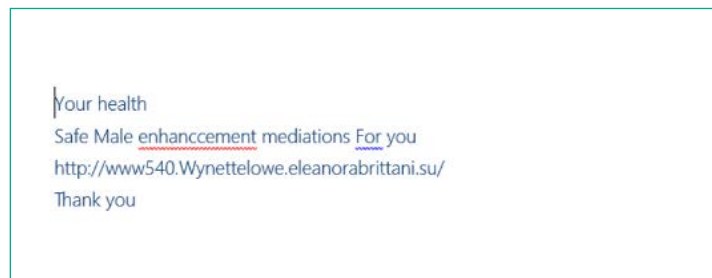 Your health
Safe Male enhanccement mediations For you
http://www540.Wynettelowe.eleanorabrittani.su/
Thank you